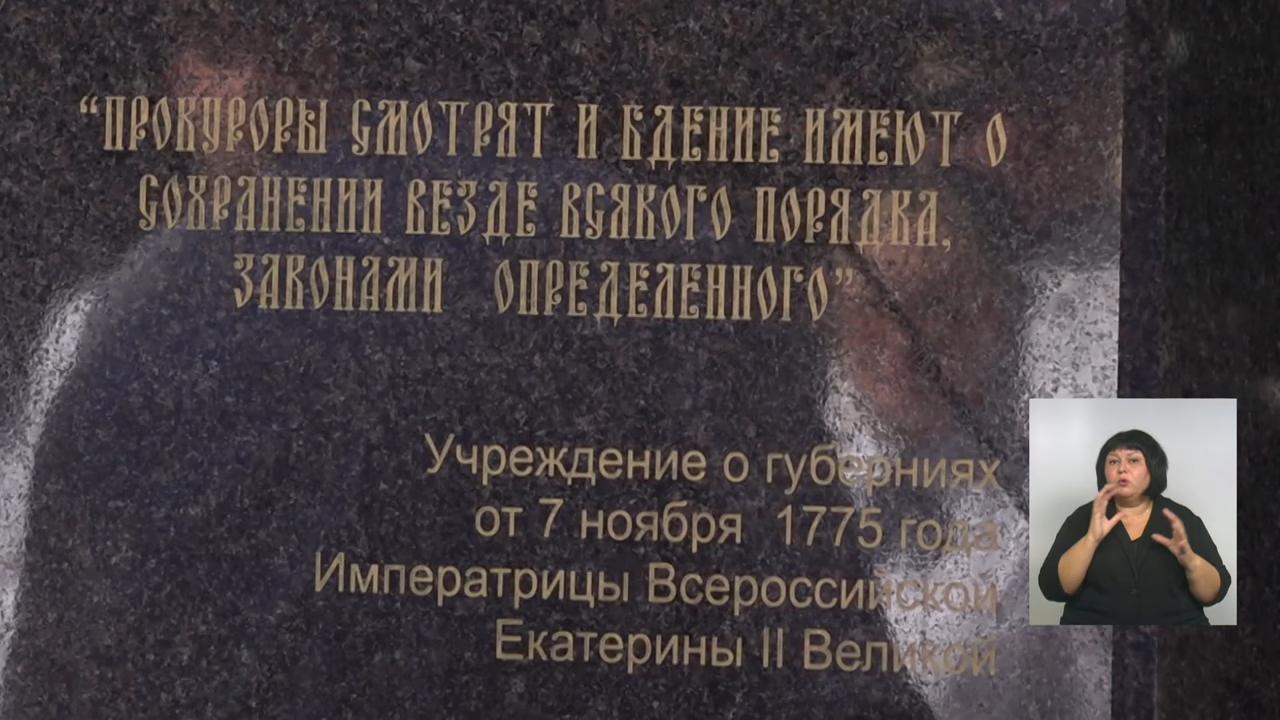 “ПРОКУРОРЫ СМОТРЯТ И БДЕНИЕ ИМЕЮТ О
СОХРАНЕНИИ ВЕЗДЕ ВСЯКОГО ПОРЯДКА,
ЗАКОНАМИ ОПРЕДЕЛЕННОГО”
Учреждение о губерниях
от 7 ноября 1775 года
Императрицы Всероссийской
Екатерины II Великой